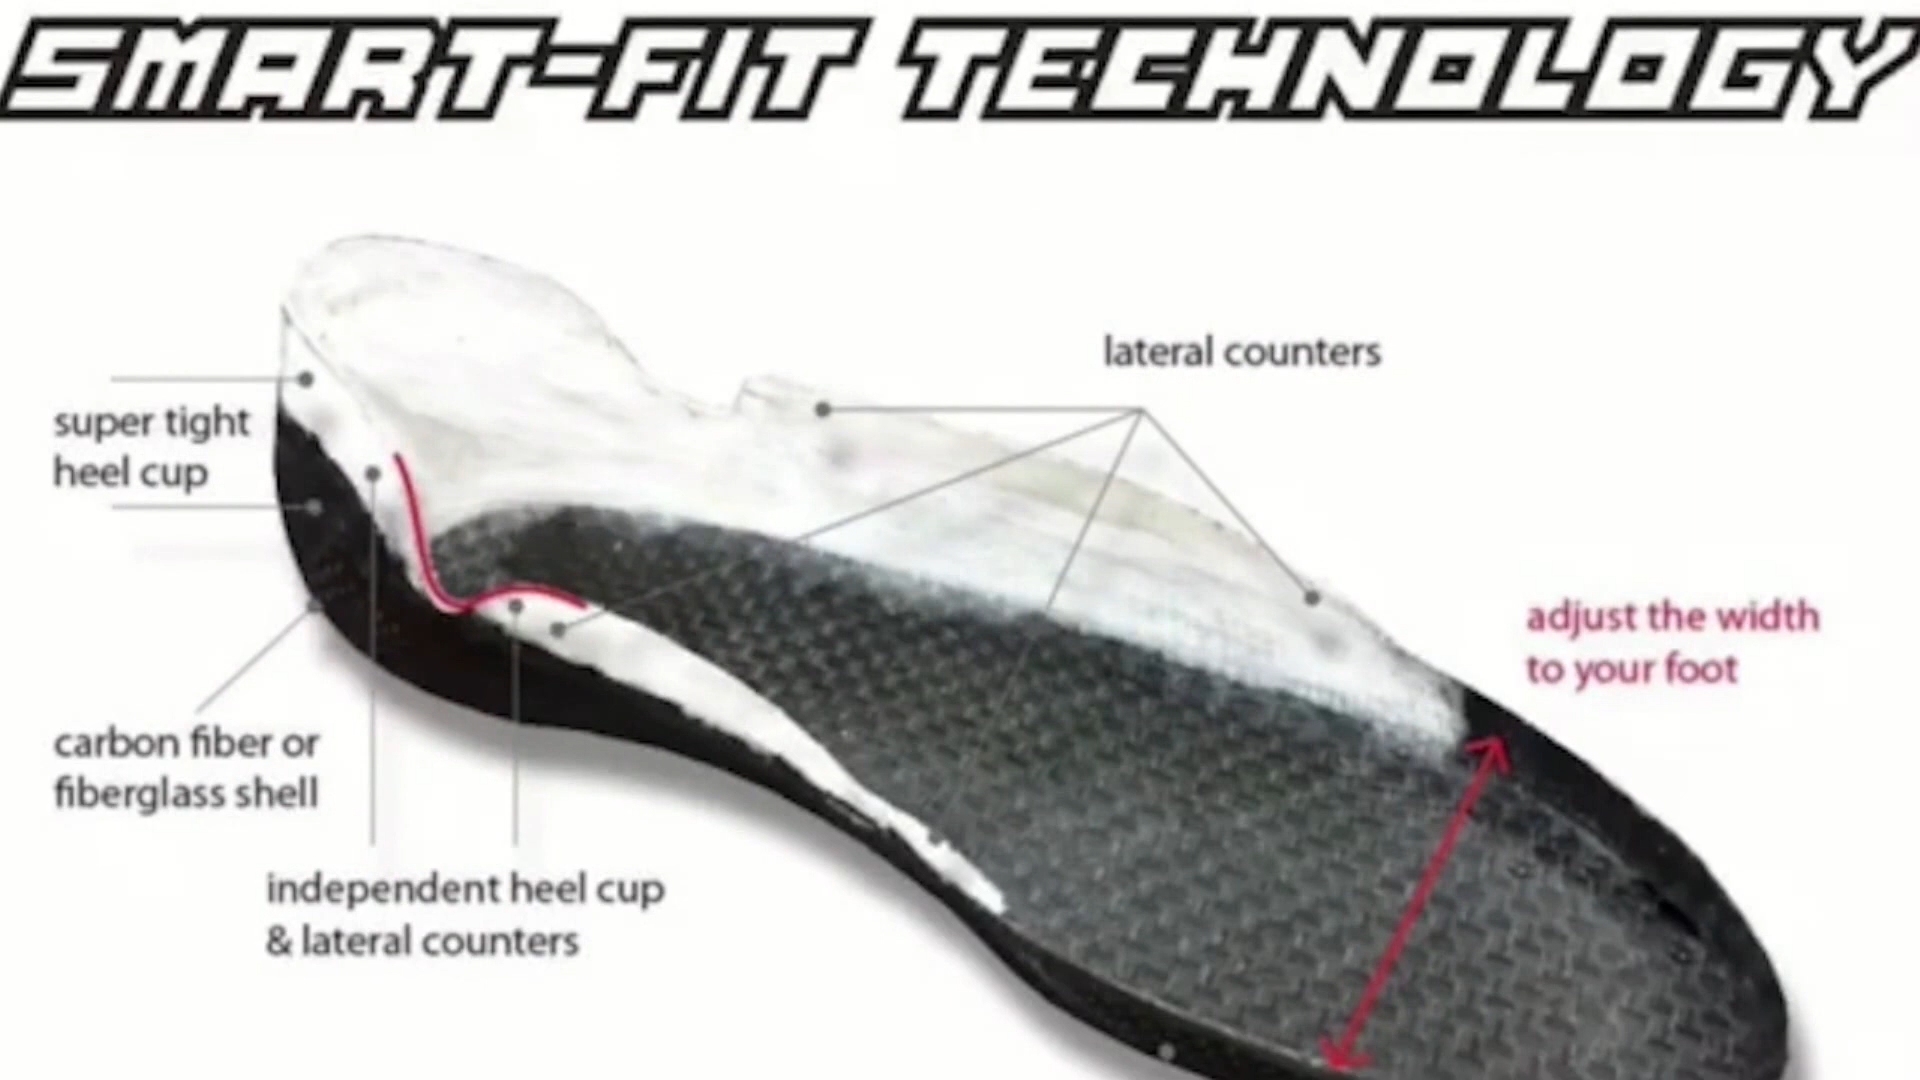 SMART-FIT TECHNOLOGY
lateral counters
super tight
heel cup
adjust the width
to your foot
carbon fiber or
fiberglass shell
independent heel cup
& lateral counters